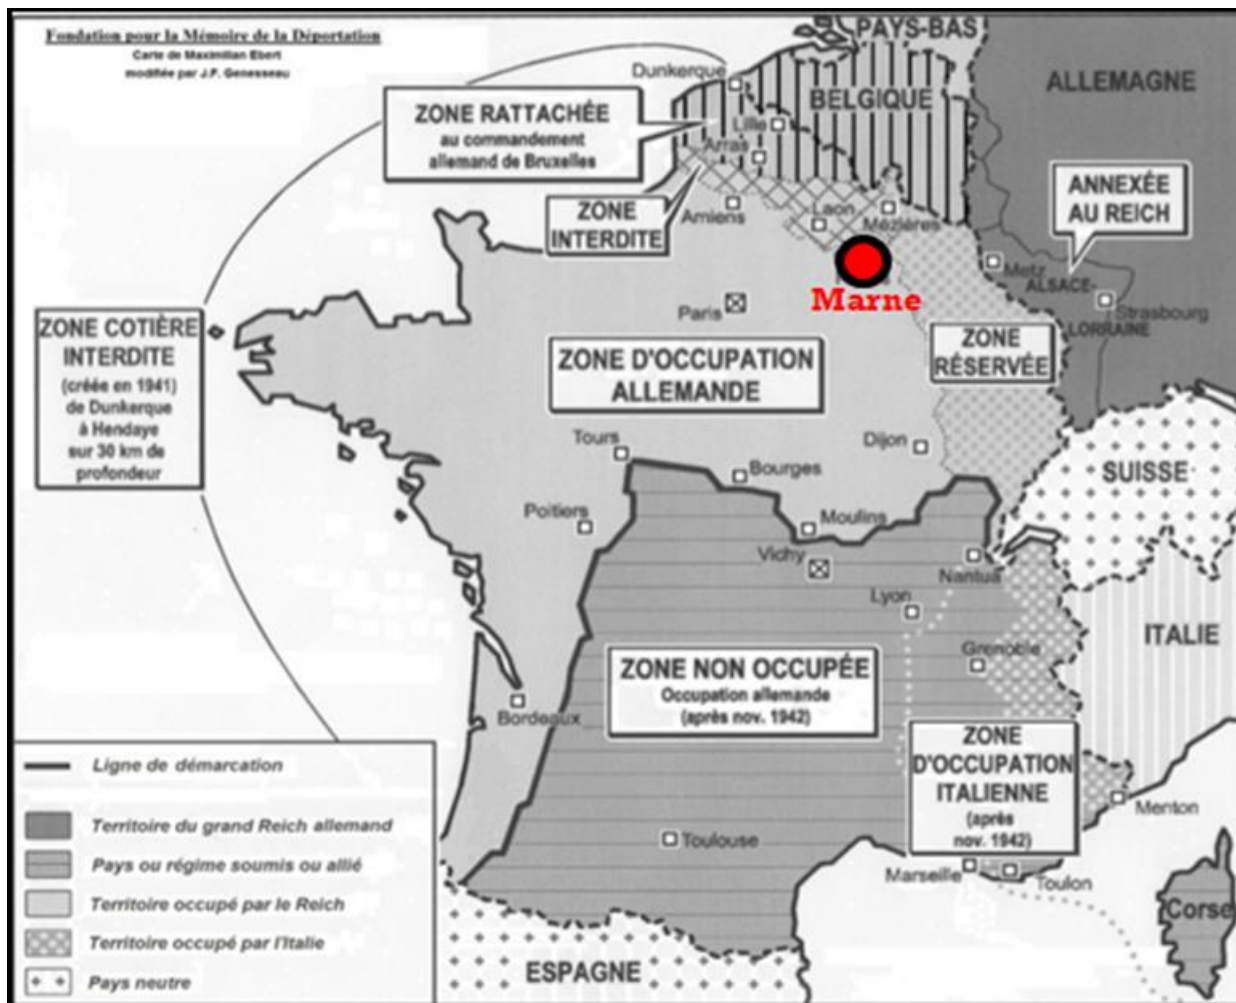 Fondation pour la Mémoire de la Déportation
Carte de Maximilian Ebert
modifiée par J.P. Genesseau
PAYS-BAS
ALLEMAGNE
Dunkerque
BELGIQUE
ZONE RATTACHÉE
au commandement
allemand de Bruxelles
Lille
Arras
ANNEXÉE
AU REICH
ZONE
INTERDITE
Amiens
Laon
Mézières
Metz
ALSACE-
LORRAINE
Strasbourg
Marne
Paris
ZONE COTIÈRE
INTERDITE
(créée en 1941)
de Dunkerque
à Hendaye
sur 30 km de
profondeur
ZONE D'OCCUPATION
ALLEMANDE
ZONE
RÉSERVÉE
Tours
Bourges
Dijon
SUISSE
Poitiers
Moulins
Vichy
Nantua
Lyon
ITALIE
Grenoble
ZONE NON OCCUPÉE
Occupation allemande
(après nov. 1942)
Bordeaux
ZONE
D'OCCUPATION
ITALIENNE
(après
nov. 1942)
Menton
Toulouse
Marseille
Toulon
Corse
ESPAGNE
Ligne de démarcation
Territoire du grand Reich allemand
Pays ou régime soumis ou allié
Territoire occupé par le Reich
Territoire occupé par l'Italie
Pays neutre